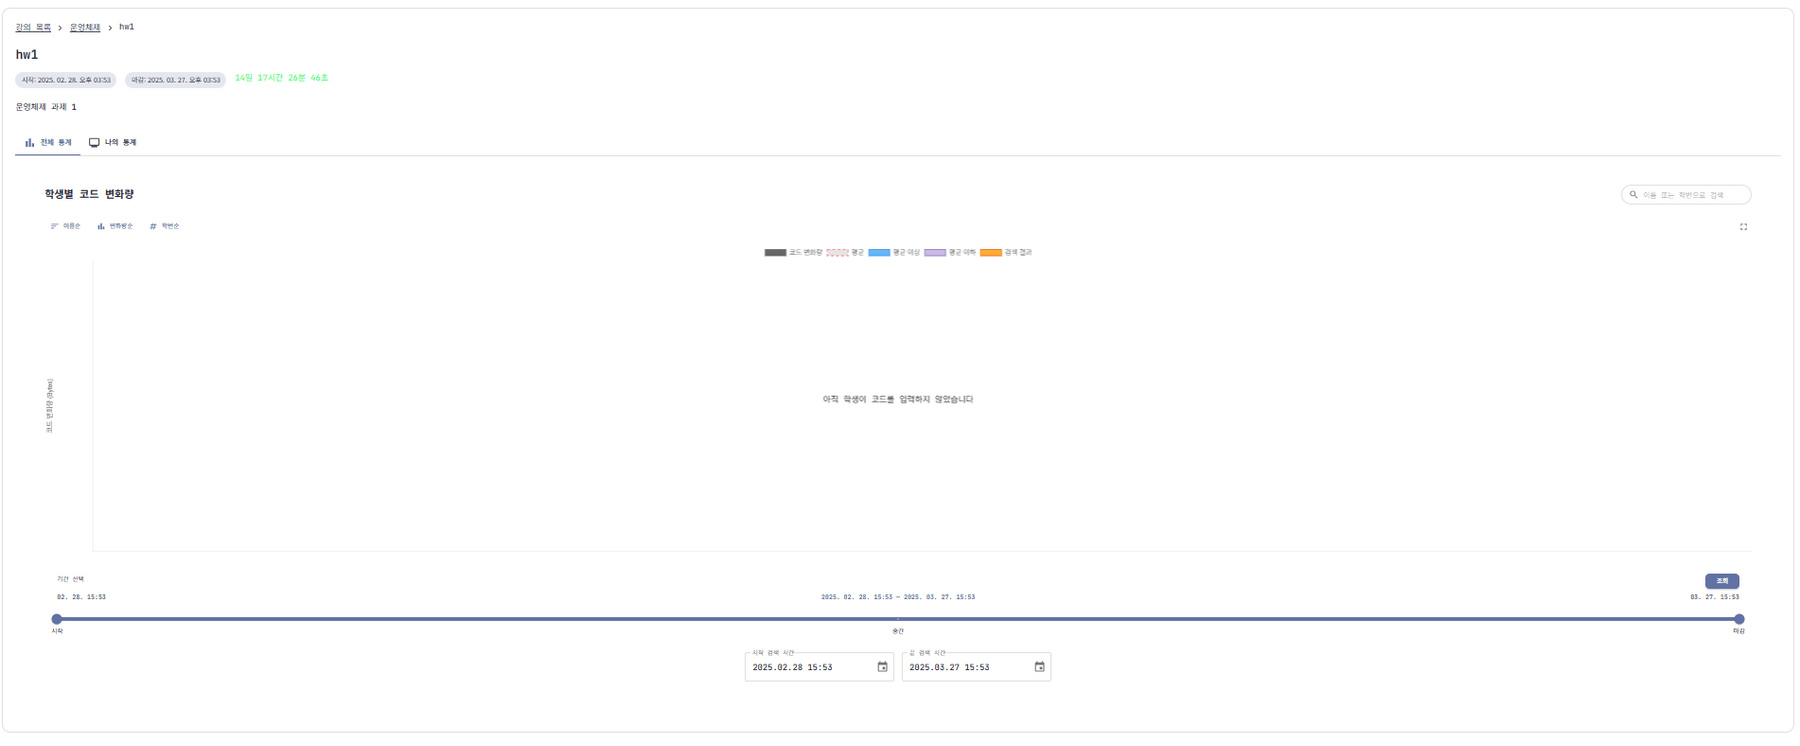 강의 목록 > 운영체제 > hw1
hw1
시작: 2025. 02. 28. 오후 03:53 마감: 2025. 03. 27. 오후 03:53 14일 17시간 26분 46초
운영체제 과제 1
전체 통계 나의 통계
학생별 코드 변화량
이름 또는 학번으로 검색
이름순 변화량순 # 학번순
코드 변화량 평균 평균 이상 평균 이하 검색 결과
코드 변화량 (Bytes)
아직 학생이 코드를 입력하지 않았습니다
기간 선택
조회
02. 28. 15:53 2025. 02. 28. 15:53 ~ 2025. 03. 27. 15:53 03. 27. 15:53
시작 중간 마감
시작 검색 시간 끝 검색 시간
2025.02.28 15:53 2025.03.27 15:53